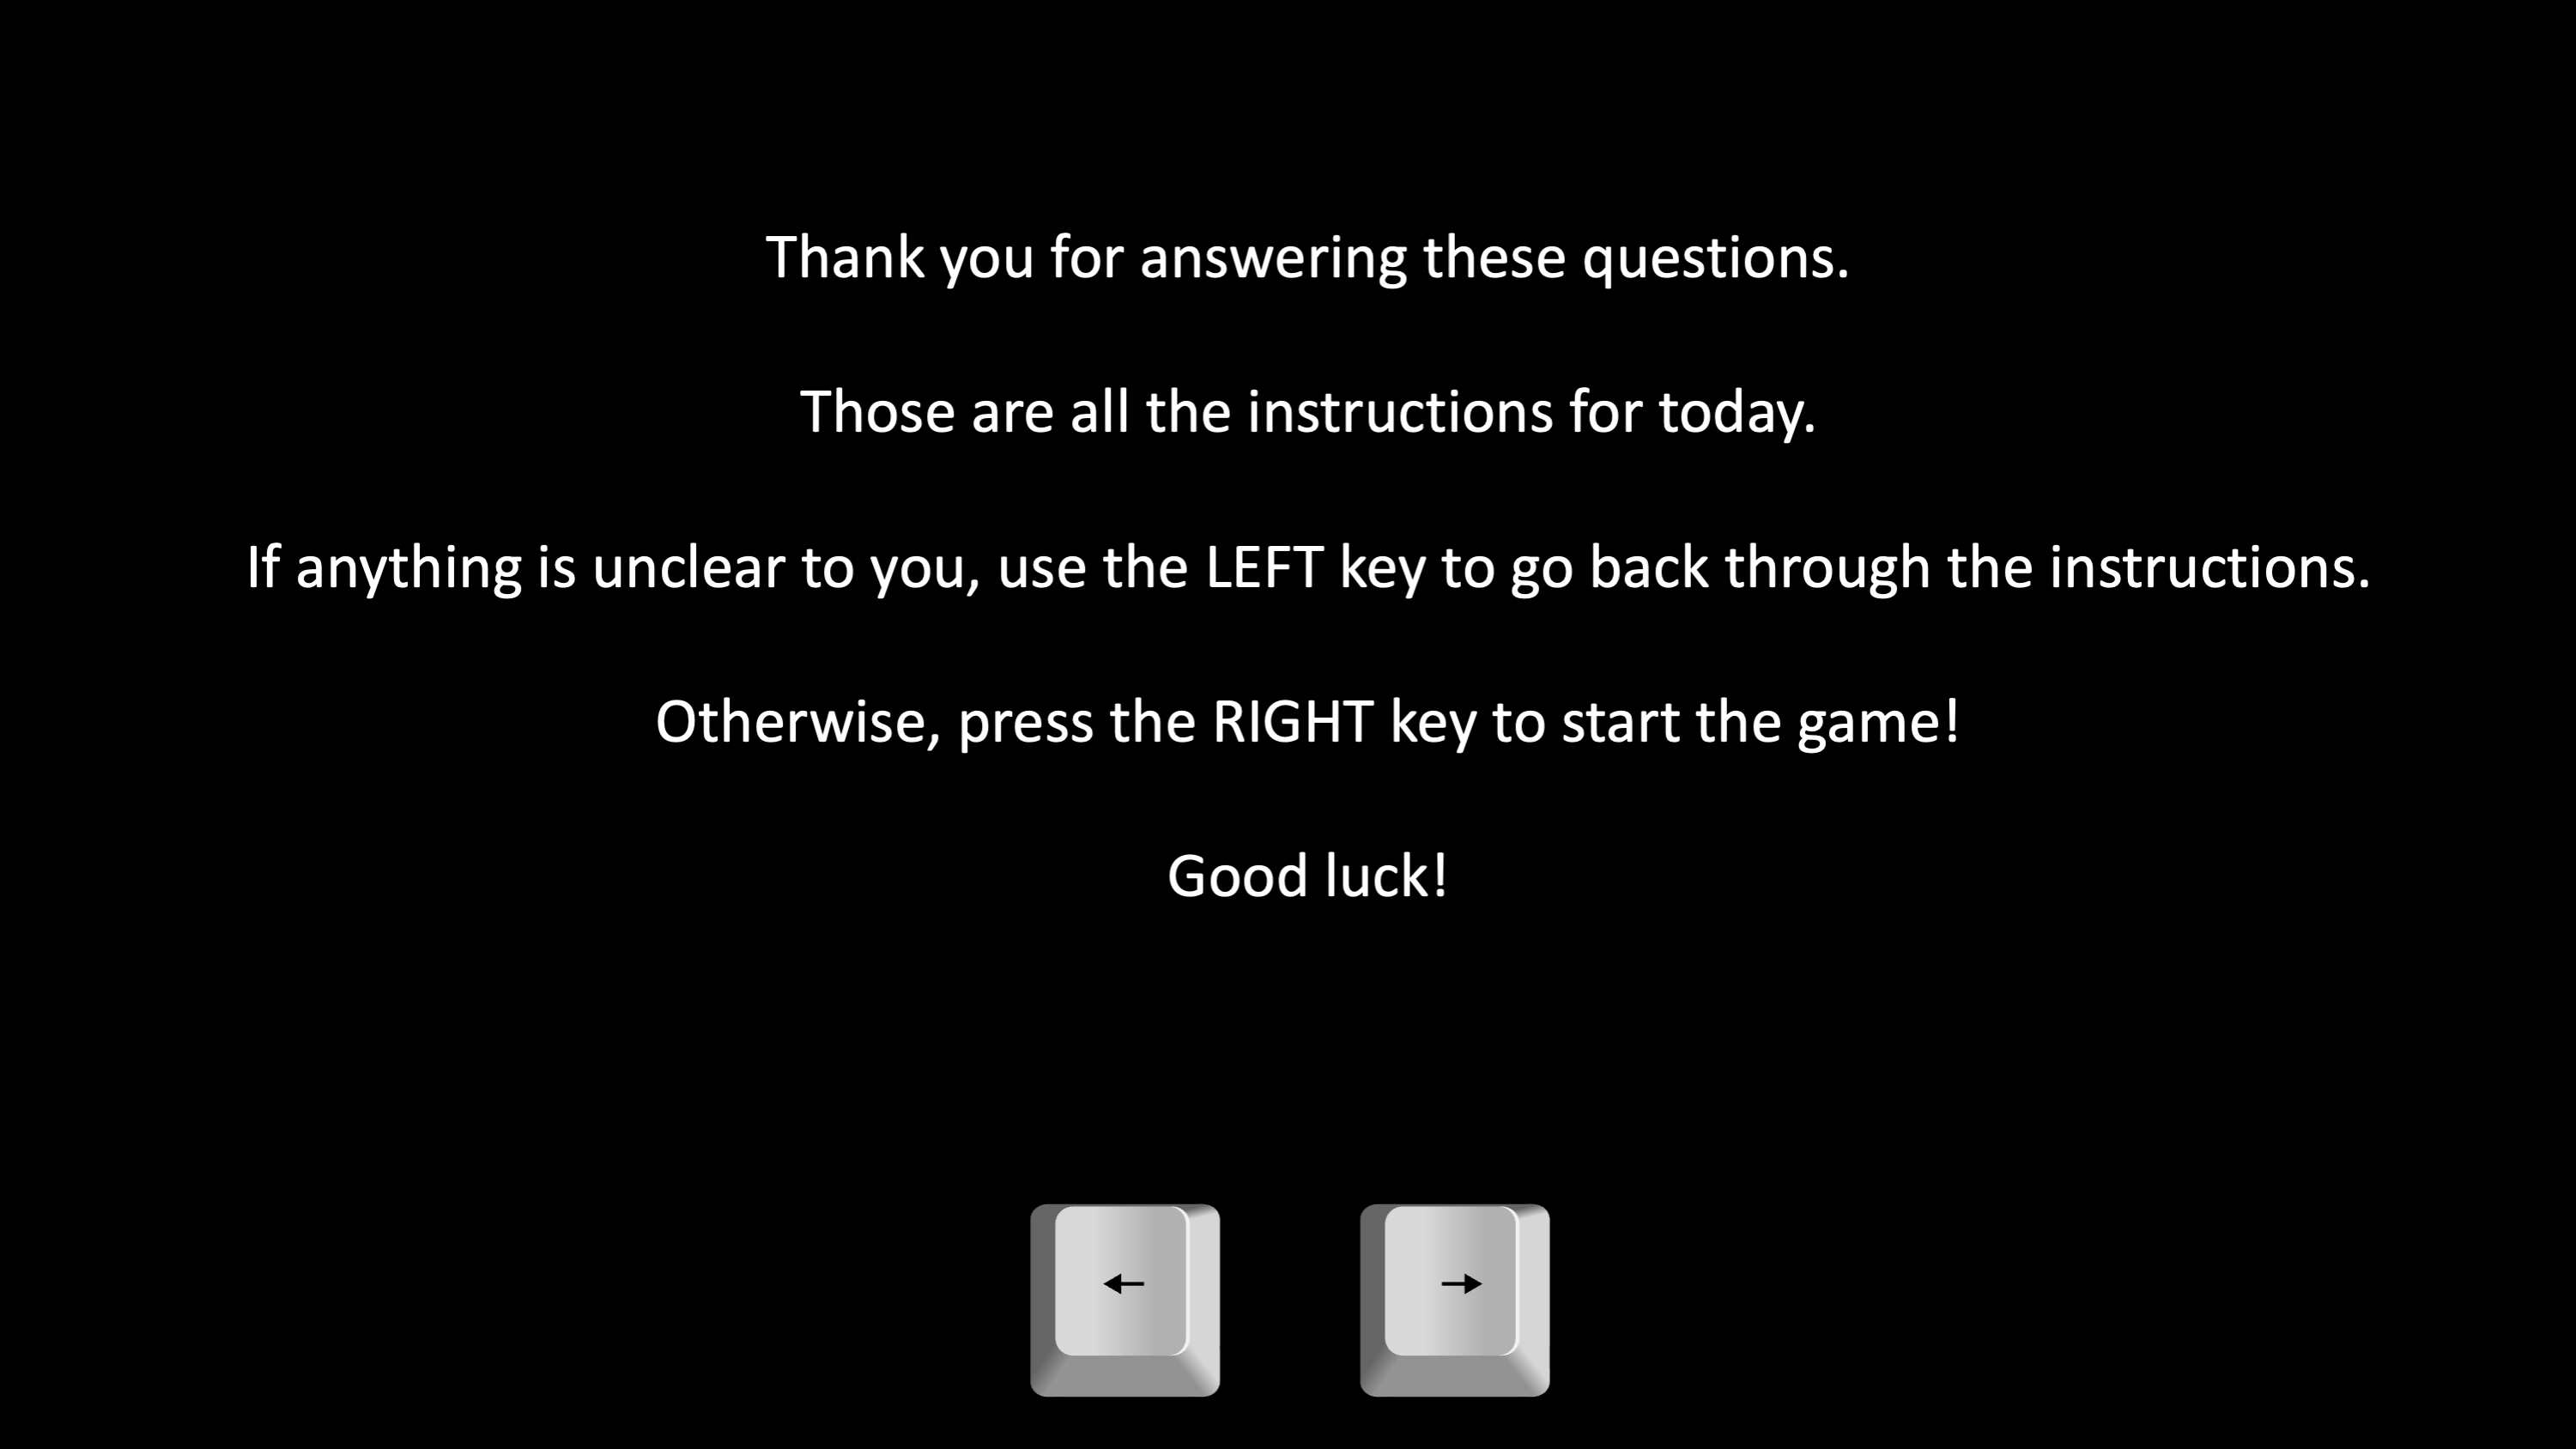 Thank you for answering these questions.
Those are all the instructions for today.
If anything is unclear to you, use the LEFT key to go back through the instructions.
Otherwise, press the RIGHT key to start the game!
Good luck!
← →